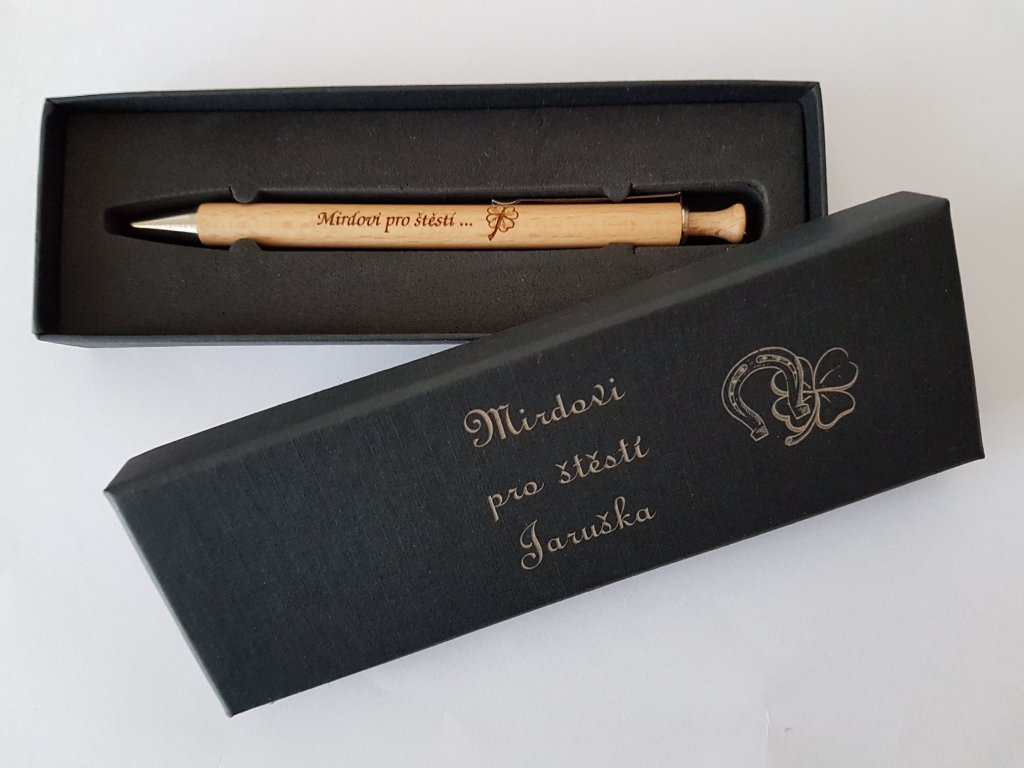 Mirdovi pro štěstí ...
Mirdovi
pro štěstí
Jaruška